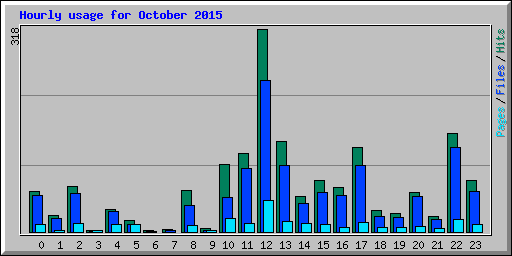 Hourly usage for October 2015
318
Pages / Files / Hits
0 1 2 3 4 5 6 7 8 9 10 11 12 13 14 15 16 17 18 19 20 21 22 23